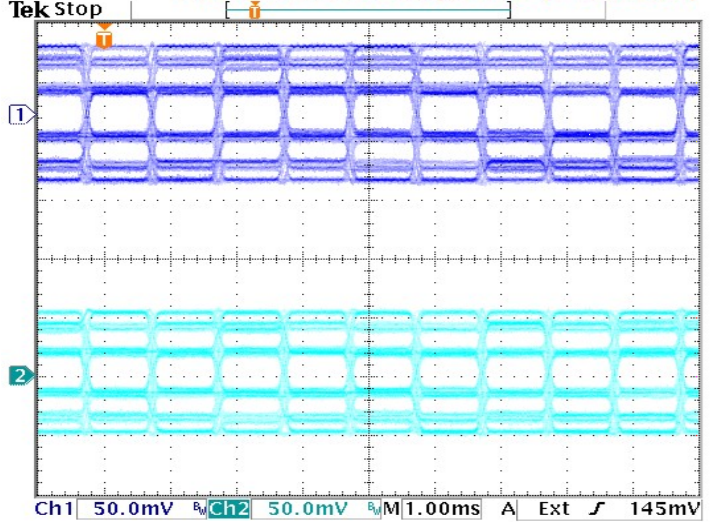 Tek Stop
T
T
1
2
Ch1 50.0mV BW Ch2 50.0mV BW M 1.00ms A Ext ƒ 145mV